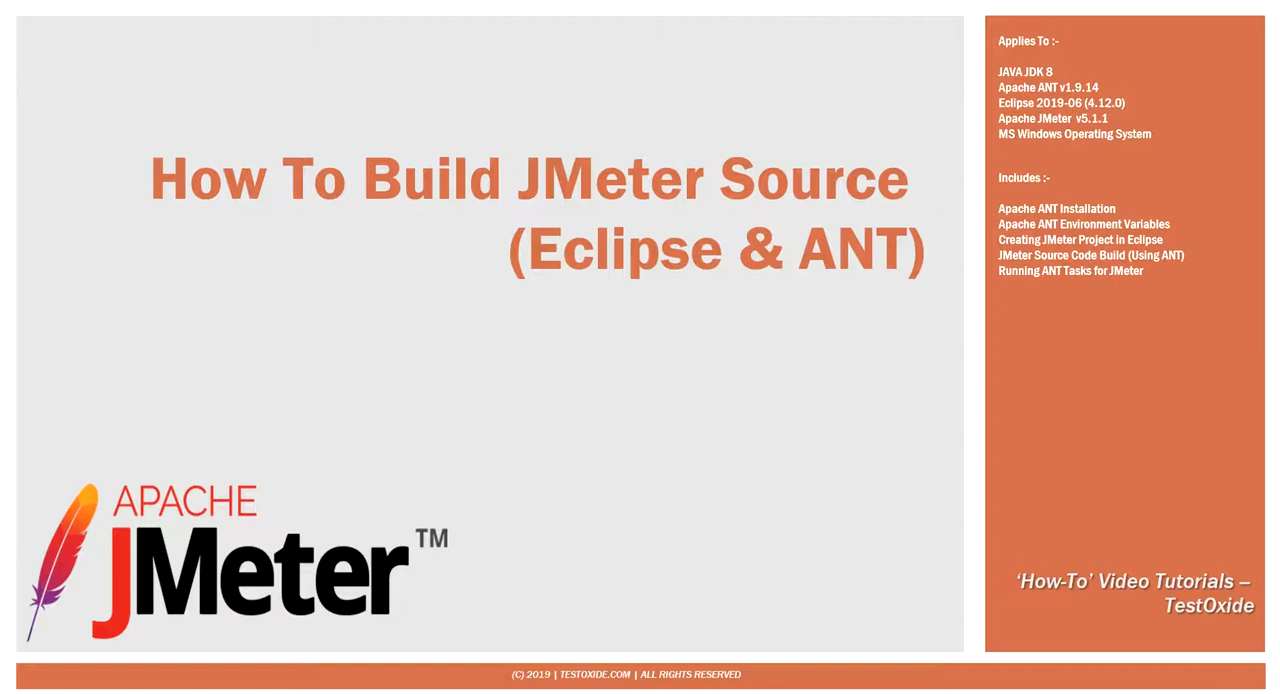 How To Build JMeter Source
(Eclipse & ANT)
APACHE
JMeter™
Applies To :-
JAVA JDK 8
Apache ANT v1.9.14
Eclipse 2019-06 (4.12.0)
Apache JMeter v5.1.1
MS Windows Operating System
Includes :-
Apache ANT Installation
Apache ANT Environment Variables
Creating JMeter Project in Eclipse
JMeter Source Code Build (Using ANT)
Running ANT Tasks for JMeter
‘How-To’ Video Tutorials –
TestOxide
(C) 2019 | TESTOXIDE.COM | ALL RIGHTS RESERVED